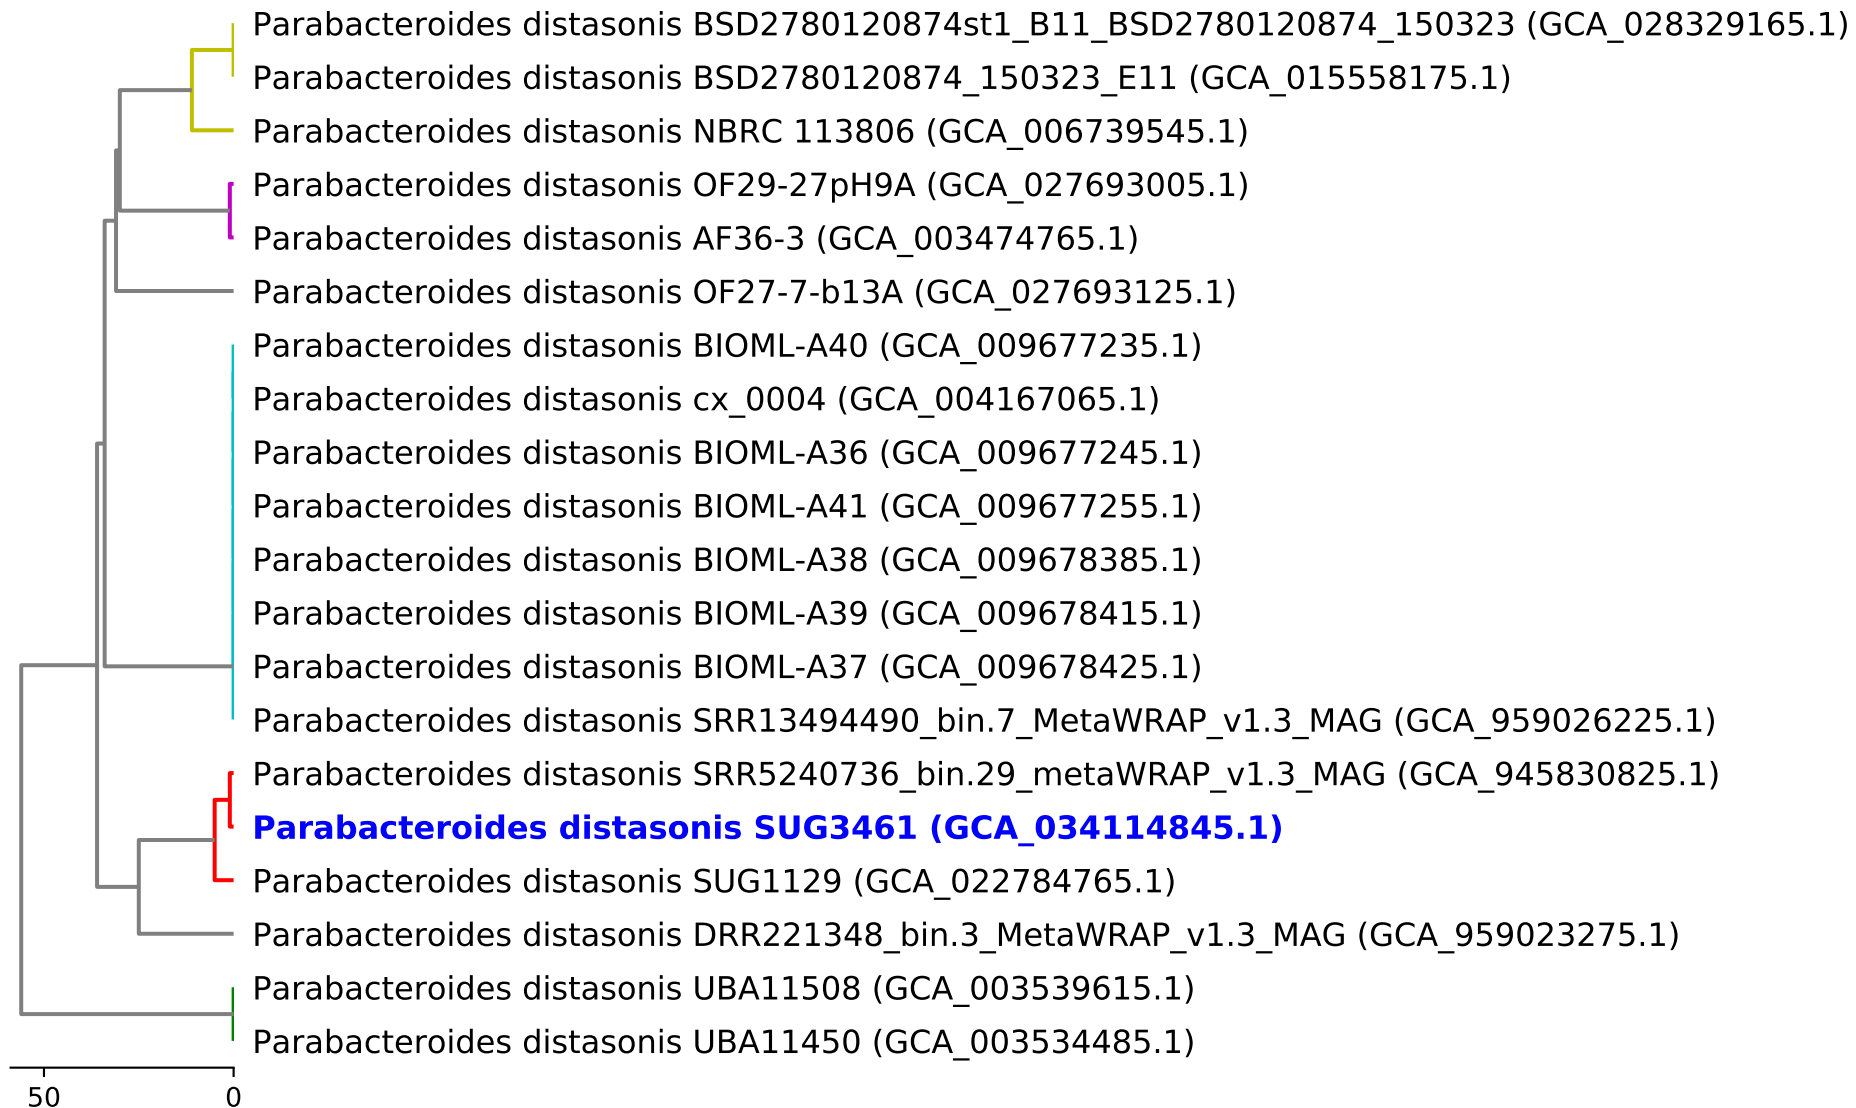 Parabacteroides distasonis BSD2780120874st1_B11_BSD2780120874_150323 (GCA_028329165.1)
Parabacteroides distasonis BSD2780120874_150323_E11 (GCA_015558175.1)
Parabacteroides distasonis NBRC 113806 (GCA_006739545.1)
Parabacteroides distasonis OF29-27pH9A (GCA_027693005.1)
Parabacteroides distasonis AF36-3 (GCA_003474765.1)
Parabacteroides distasonis OF27-7-b13A (GCA_027693125.1)
Parabacteroides distasonis BIOML-A40 (GCA_009677235.1)
Parabacteroides distasonis cx_0004 (GCA_004167065.1)
Parabacteroides distasonis BIOML-A36 (GCA_009677245.1)
Parabacteroides distasonis BIOML-A41 (GCA_009677255.1)
Parabacteroides distasonis BIOML-A38 (GCA_009678385.1)
Parabacteroides distasonis BIOML-A39 (GCA_009678415.1)
Parabacteroides distasonis BIOML-A37 (GCA_009678425.1)
Parabacteroides distasonis SRR13494490_bin.7_MetaWRAP_v1.3_MAG (GCA_959026225.1)
Parabacteroides distasonis SRR5240736_bin.29_metaWRAP_v1.3_MAG (GCA_945830825.1)
Parabacteroides distasonis SUG3461 (GCA_034114845.1)
Parabacteroides distasonis SUG1129 (GCA_022784765.1)
Parabacteroides distasonis DRR221348_bin.3_MetaWRAP_v1.3_MAG (GCA_959023275.1)
Parabacteroides distasonis UBA11508 (GCA_003539615.1)
Parabacteroides distasonis UBA11450 (GCA_003534485.1)
50 0